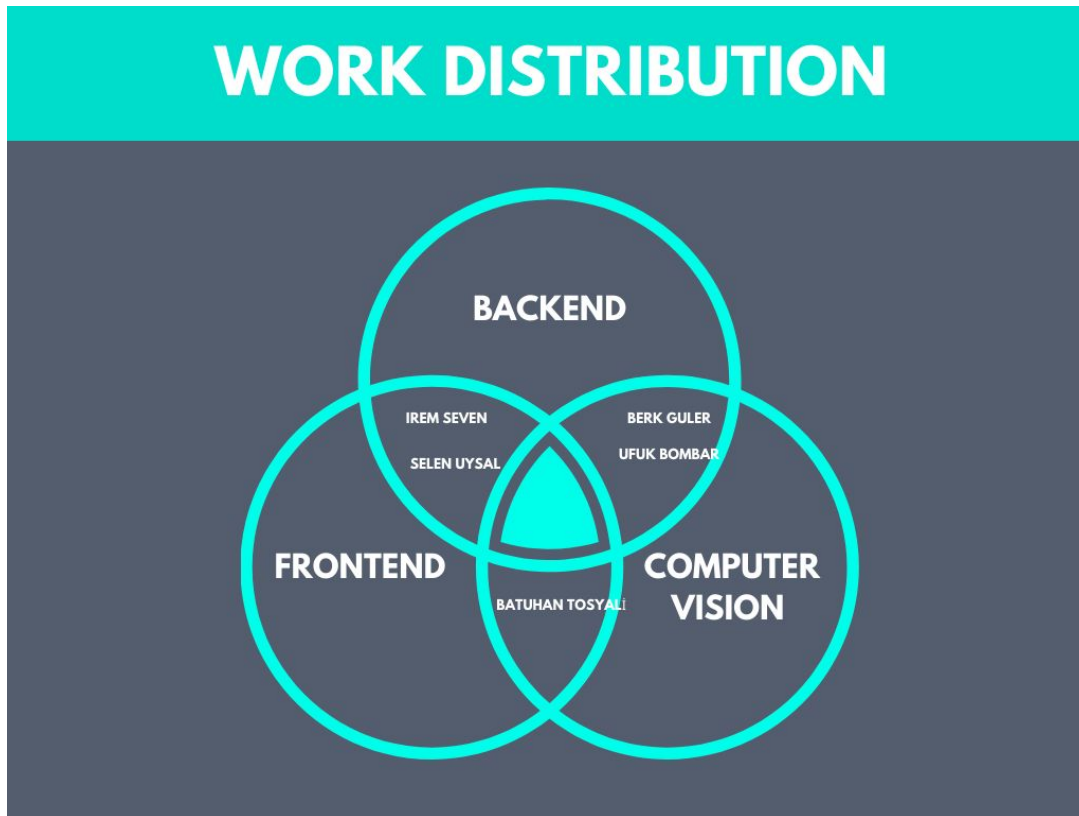 WORK DISTRIBUTION
BACKEND
IREM SEVEN
BERK GULER
SELEN UYSAL
UFUK BOMBAR
FRONTEND
COMPUTER
VISION
BATUHAN TOSYALİ